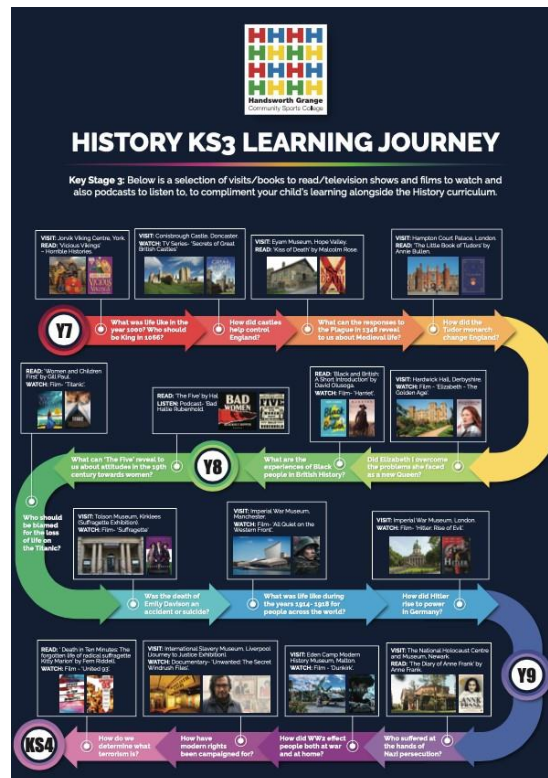 Handsworth Grange
Community Sports College
HISTORY KS3 LEARNING JOURNEY
Key Stage 3: Below is a selection of visits/books to read/television shows and films to watch and
also podcasts to listen to, to compliment your child's learning alongside the History curriculum.
VISIT: Jorvik Viking Centre, York.
READ: 'Vicious Vikings'
- Horrible Histories.
VISIT: Conisbrough Castle, Doncaster.
WATCH: TV Series- 'Secrets of Great
British Castles'
VISIT: Eyam Museum, Hope Valley.
READ: 'Kiss of Death' by Malcolm Rose.
VISIT: Hampton Court Palace, London.
READ: 'The Little Book of Tudors' by
Annie Bullen.
Y7
What was life like in the
year 1000? Who should
be King in 1066?
How did castles
help control
England?
What can the responses to
the Plague in 1348 reveal
to us about Medieval life?
How did the
Tudor monarch
change England?
VISIT: Hardwick Hall, Derbyshire.
WATCH: Film - 'Elizabeth - The
Golden Age'.
READ: 'Black and British
A Short Introduction' by
David Olusoga.
WATCH: Film- 'Harriet'.
Black
British
READ: 'The Five' by Hal
LISTEN: Podcast- 'Bad
Hallie Rubenhold.
BAD
WOMEN
FIVE
READ: 'Women and Children
First' by Gill Paul.
WATCH: Film- 'Titanic'.
Did Elizabeth I overcome
the problems she faced
as a new Queen?
What are the
experiences of Black
people in British History?
Y8
What can 'The Five' reveal to
us about attitudes in the 19th
century towards women?
Who should
be blamed
for the loss
of life on
the Titanic?
VISIT: Tolson Museum, Kirklees
(Suffragette Exhibition).
WATCH: Film- 'Suffragette'
VISIT: Imperial War Museum,
Manchester.
WATCH: Film- 'All Quiet on the
Western Front'.
VISIT: Imperial War Museum, London.
WATCH: Film- 'Hitler: Rise of Evil'.
HITLER
Was the death of
Emily Davison an
accident or suicide?
What was life like during
the years 1914- 1918 for
people across the world?
How did Hitler
rise to power
in Germany?
Y9
VISIT: The National Holocaust Centre
and Museum, Newark.
READ: 'The Diary of Anne Frank' by
Anne Frank.
ANNE
FRANK
VISIT: Eden Camp Modern
History Museum, Malton.
WATCH: Film - 'Dunkirk'.
VISIT: International Slavery Museum, Liverpool
(Journey to Justice Exhibition).
WATCH: Documentary- 'Unwanted: The Secret
Windrush Files'.
READ: ' Death in Ten Minutes: The
forgotten life of radical suffragette
Kitty Marion' by Fern Riddell.
WATCH: Film - 'United 93'.
Who suffered at
the hands of
Nazi persecution?
How did WW2 effect
people both at war
and at home?
How have
modern rights
been campaigned for?
How do we
determine what
terrorism is?
KS4